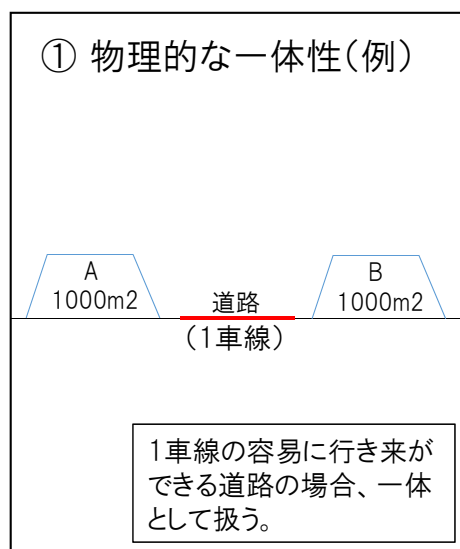 ① 物理的な一体性(例)
A
1000m2
B
1000m2
道路
(1車線)
1車線の容易に行き来が
できる道路の場合、一体
として扱う。